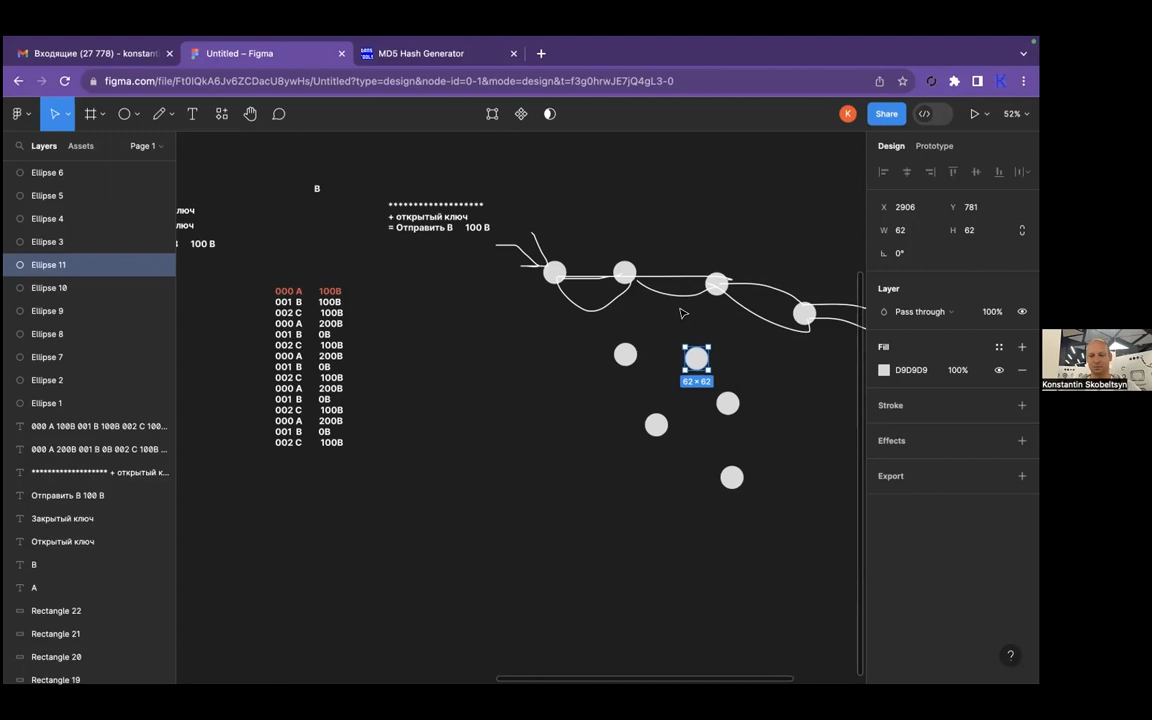 Входящие (27 778) – konstant
Untitled – Figma
MD5 Hash Generator
figma.com/file/Ft0IQkA6Jv6ZCDacU8ywHs/Untitled?type=design&node-id=0-1&mode=design&t=f3g0hrwJE7jQ4gL3-0
K
Share
52%
Layers
Assets
Page 1
Design
Prototype
Ellipse 6
Ellipse 5
Ellipse 4
Ellipse 3
Ellipse 11
Ellipse 10
Ellipse 9
Ellipse 8
Ellipse 7
Ellipse 2
Ellipse 1
000 A 100B 001 B 100B 002 C 100...
000 A 200B 001 B 0B 002 C 100B ...
******************* + открытый к...
Отправить B 100 B
Закрытый ключ
Открытый ключ
B
A
Rectangle 22
Rectangle 21
Rectangle 20
Rectangle 19
B
люч
люч
100 B
*******************
+ открытый ключ
= Отправить B 100 B
000 A 100B
001 B 100B
002 C 100B
000 A 200B
001 B 0B
002 C 100B
000 A 200B
001 B 0B
002 C 100B
000 A 200B
001 B 0B
002 C 100B
000 A 200B
001 B 0B
002 C 100B
62 × 62
X 2906 Y 781
W 62 H 62
0°
Layer
Pass through 100%
Fill
D9D9D9 100%
Stroke
Effects
Export
?
Konstantin Skobeltsyn